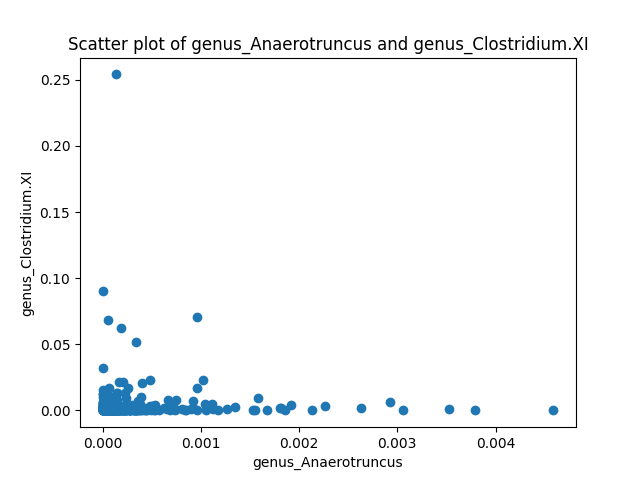 Scatter plot of genus_Anaerotruncus and genus_Clostridium.XI
genus_Clostridium.XI
0.25
0.20
0.15
0.10
0.05
0.00
0.000 0.001 0.002 0.003 0.004
genus_Anaerotruncus